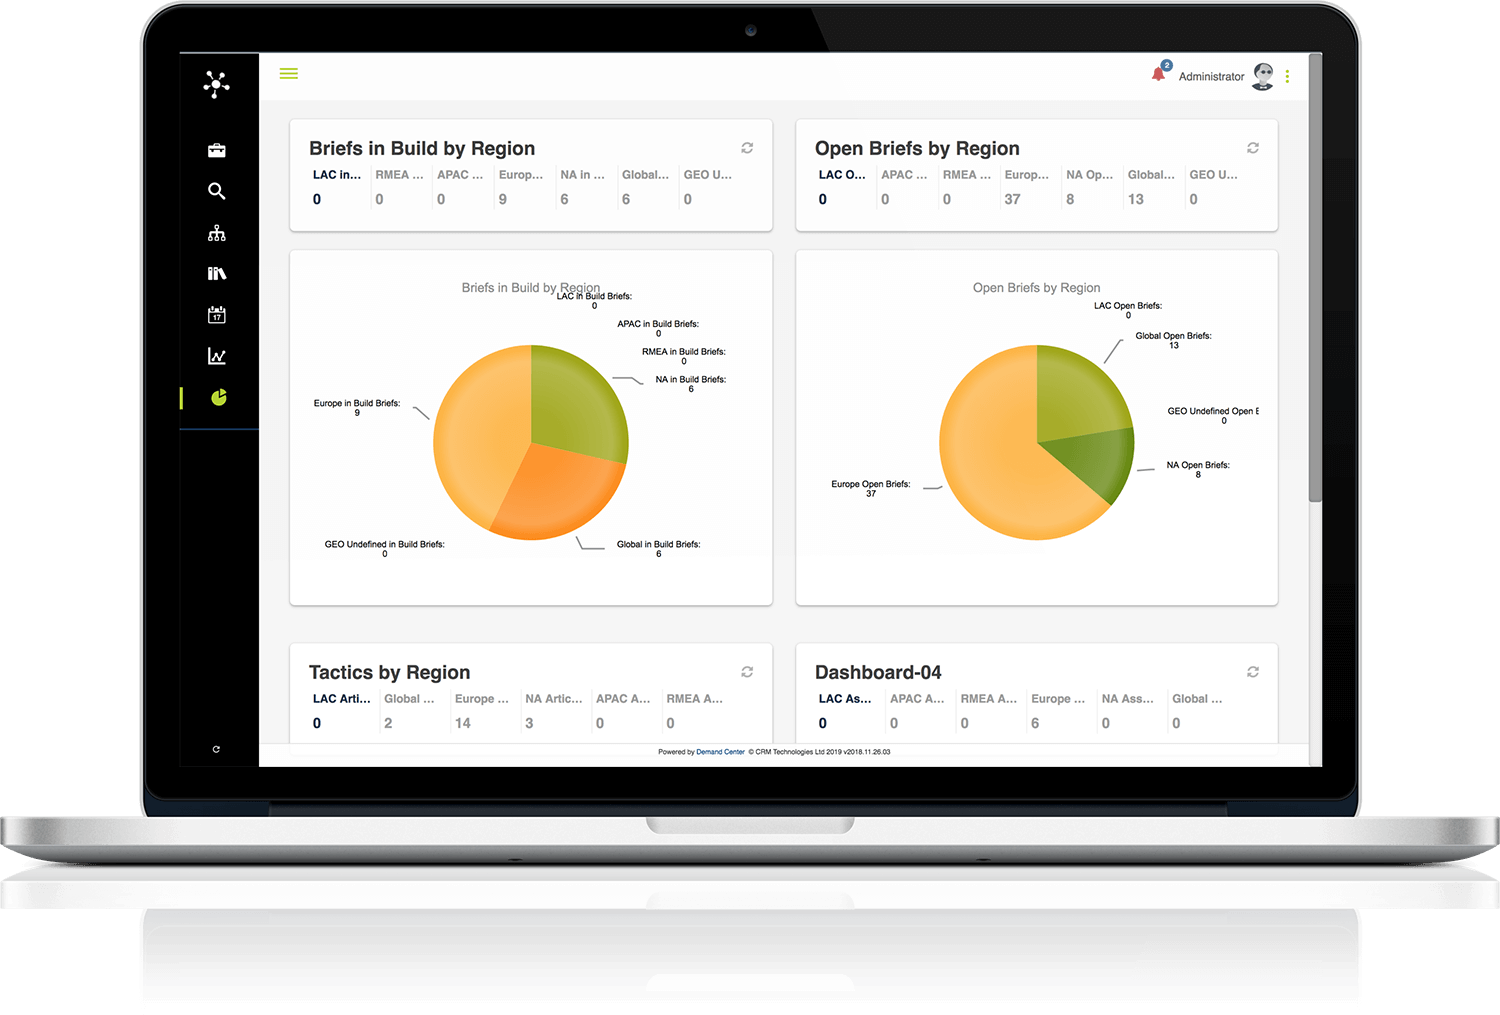 2
Administrator
Briefs in Build by Region
LAC in... RMEA ... APAC ... Europ... NA in ... Global... GEO U...
0 0 0 9 6 6 0
Open Briefs by Region
LAC O... APAC ... RMEA ... Europ... NA Op... Global... GEO U...
0 0 0 37 8 13 0
17
Briefs in Build by Region
LAC in Build Briefs:
0
APAC in Build Briefs:
0
RMEA in Build Briefs:
0
NA in Build Briefs:
6
Europe in Build Briefs:
9
GEO Undefined in Build Briefs:
0
Global in Build Briefs:
6
Open Briefs by Region
LAC Open Briefs:
0
Global Open Briefs:
13
GEO Undefined Open E
0
NA Open Briefs:
8
Europe Open Briefs:
37
Tactics by Region
LAC Arti... Global ... Europe ... NA Artic... APAC A... RMEA A...
0 2 14 3 0 0
Dashboard-04
LAC As... APAC A... RMEA A... Europe ... NA Ass... Global ...
0 0 0 6 0 0
Powered by Demand Center © CRM Technologies Ltd 2019 v2018.11.26.03